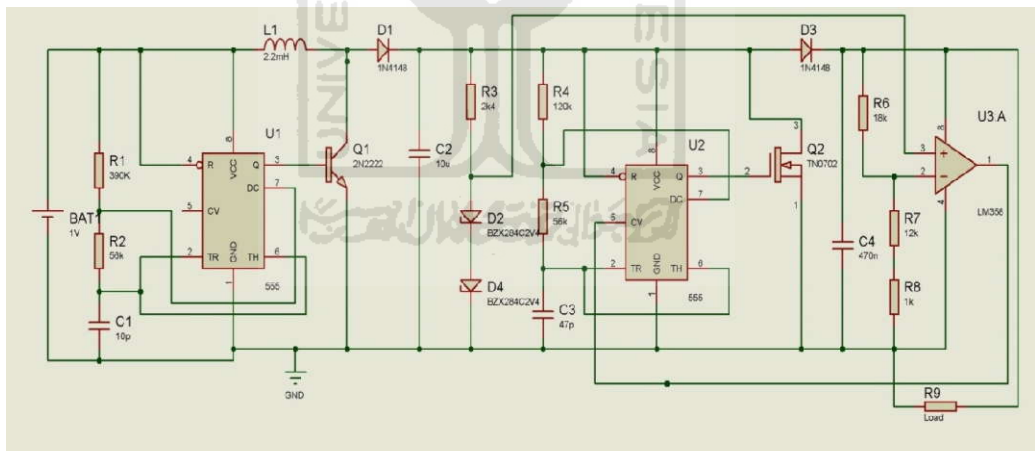 L1
2.2mH
D1
1N4148
D3
1N4148
R3
2k4
R4
120k
R6
18k
U3:A
U1
U2
8
4
R
VCC
Q
3
DC
7
5
CV
2
TR
GND
TH
6
1
555
Q1
2N2222
C2
10u
R1
390K
BAT1
1V
R2
56k
C1
10p
D2
BZX284C2V4
D4
BZX284C2V4
R5
56k
C3
47p
8
4
R
VCC
Q
3
DC
7
CV
2
TR
GND
TH
6
1
555
Q2
TN0702
3
2
1
C4
470n
R7
12k
R8
1k
3
2
8
4
1
LM358
R9
Load
GND
UNIVE
ESIA